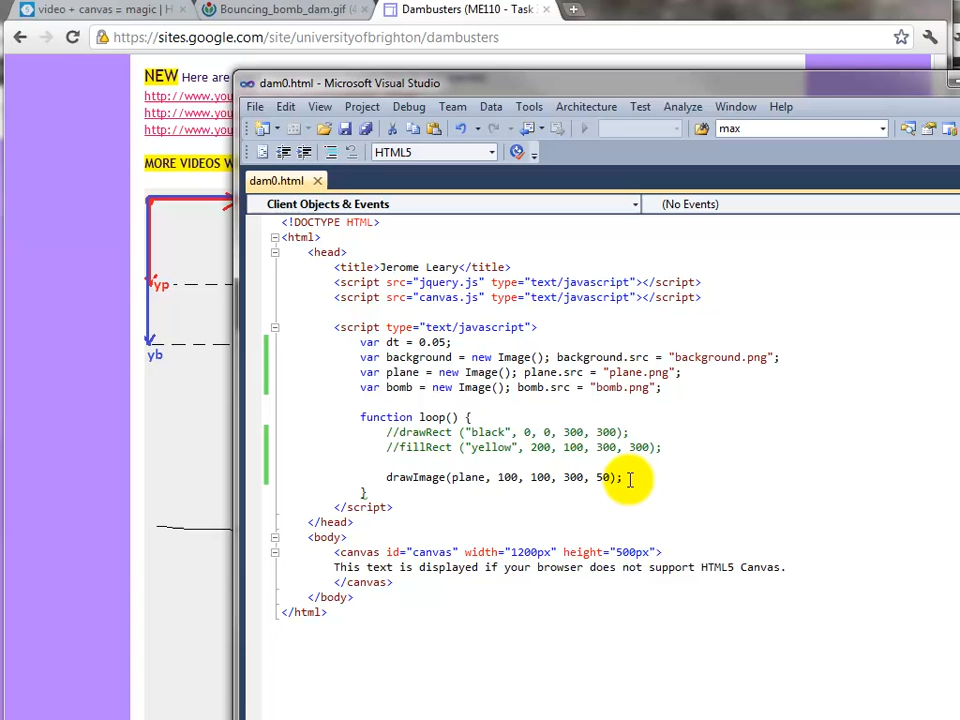 video + canvas = magic | H
Bouncing_bomb_dam.gif (4
Dambusters (ME110 - Task
https://sites.google.com/site/universityofbrighton/dambusters
NEW Here are
http://www.you
http://www.you
http://www.you
MORE VIDEOS W
yp
yb
dam0.html - Microsoft Visual Studio
File Edit View Project Debug Team Data Tools Architecture Test Analyze Window Help
max
HTML5
dam0.html
Client Objects & Events (No Events)
<!DOCTYPE HTML>
<html>
<head>
<title>Jerome Leary</title>
<script src="jquery.js" type="text/javascript"></script>
<script src="canvas.js" type="text/javascript"></script>
<script type="text/javascript">
var dt = 0.05;
var background = new Image(); background.src = "background.png";
var plane = new Image(); plane.src = "plane.png";
var bomb = new Image(); bomb.src = "bomb.png";
function loop() {
//drawRect ("black", 0, 0, 300, 300);
//fillRect ("yellow", 200, 100, 300, 300);
drawImage(plane, 100, 100, 300, 50);
}
</script>
</head>
<body>
<canvas id="canvas" width="1200px" height="500px">
This text is displayed if your browser does not support HTML5 Canvas.
</canvas>
</body>
</html>